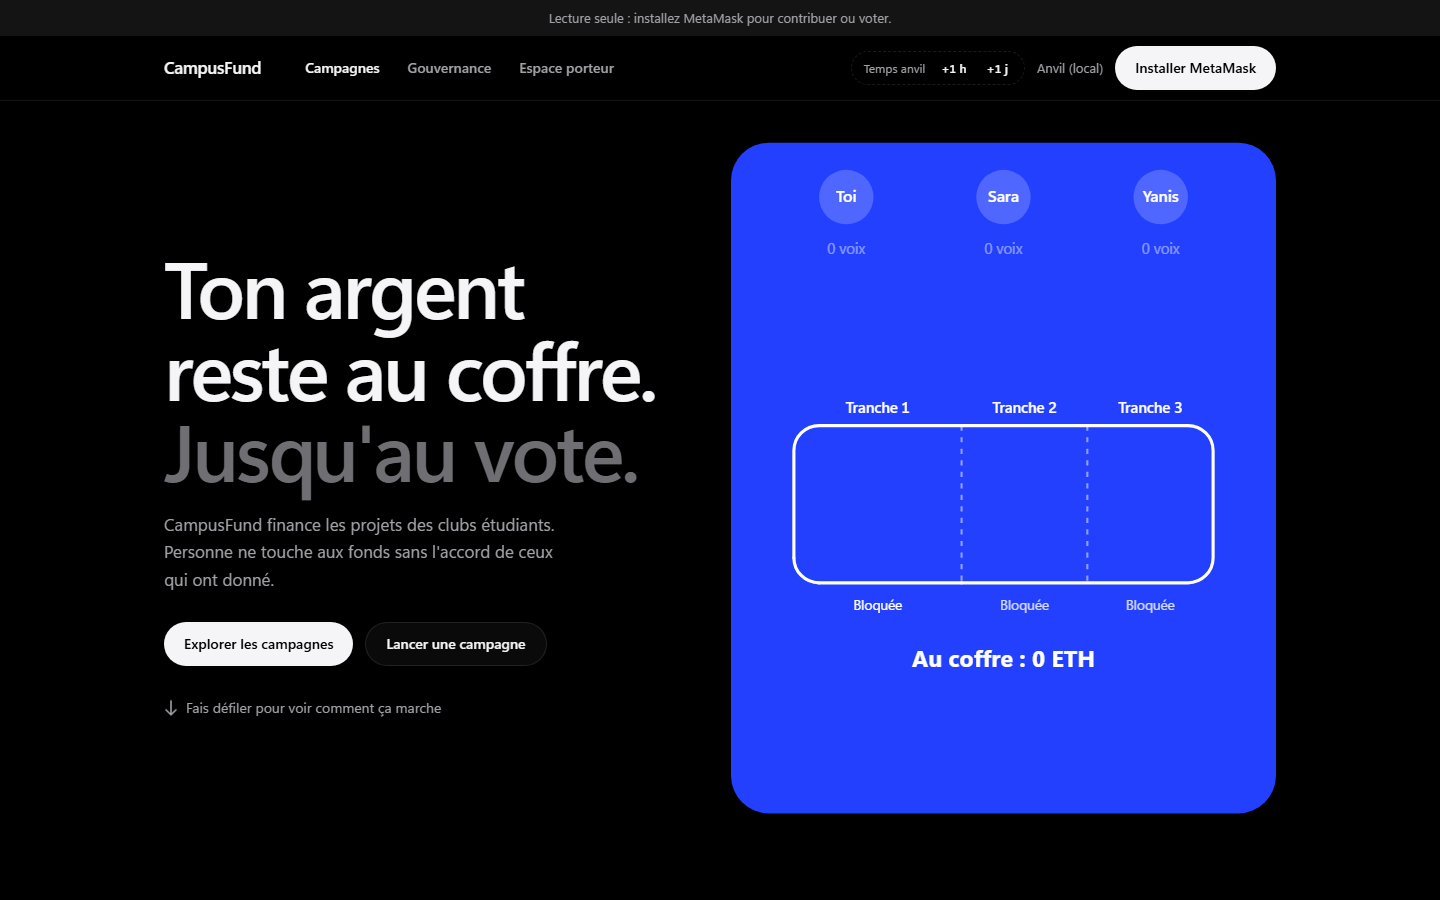 Lecture seule : installez MetaMask pour contribuer ou voter.
CampusFund
Campagnes
Gouvernance
Espace porteur
Temps anvil
+1 h
+1 j
Anvil (local)
Installer MetaMask
Ton argent
reste au coffre.
Jusqu'au vote.
CampusFund finance les projets des clubs étudiants.
Personne ne touche aux fonds sans l'accord de ceux
qui ont donné.
Explorer les campagnes
Lancer une campagne
Fais défiler pour voir comment ça marche
Toi
Sara
Yanis
0 voix
0 voix
0 voix
Tranche 1
Tranche 2
Tranche 3
Bloquée
Bloquée
Bloquée
Au coffre : 0 ETH